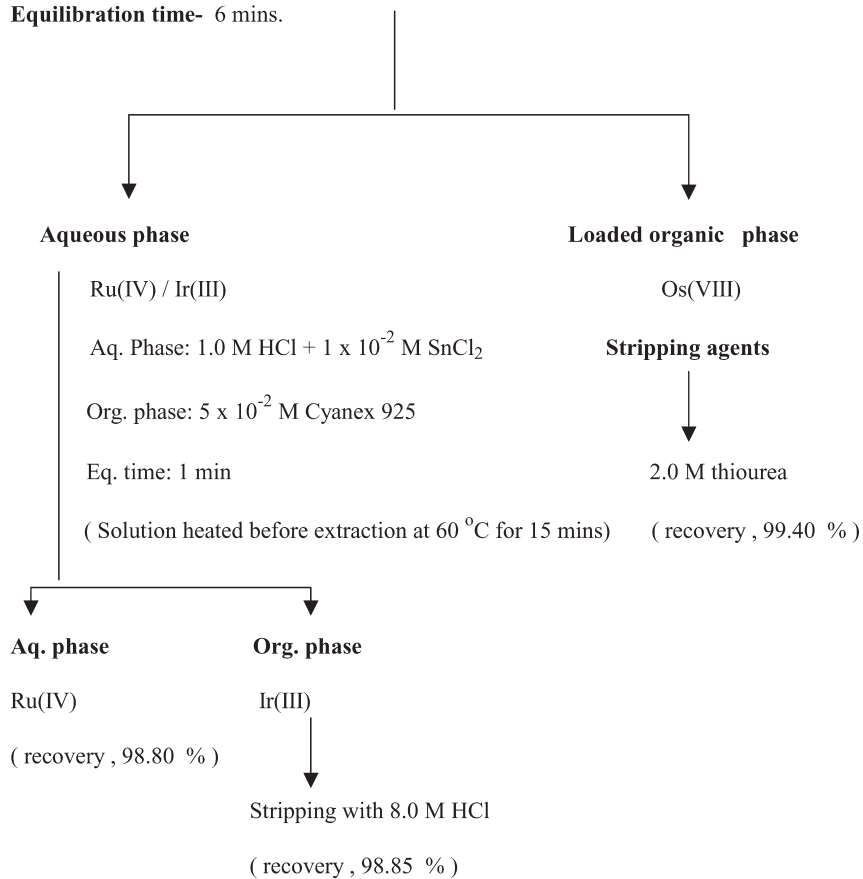 Equilibration time- 6 mins.
Aqueous phase
Ru(IV) / Ir(III)
Aq. Phase: 1.0 M HCl + 1 x 10⁻² M SnCl₂
Org. phase: 5 x 10⁻² M Cyanex 925
Eq. time: 1 min
( Solution heated before extraction at 60 °C for 15 mins)
Loaded organic phase
Os(VIII)
Stripping agents
2.0 M thiourea
( recovery , 99.40 % )
Aq. phase
Ru(IV)
( recovery , 98.80 % )
Org. phase
Ir(III)
Stripping with 8.0 M HCl
( recovery , 98.85 % )